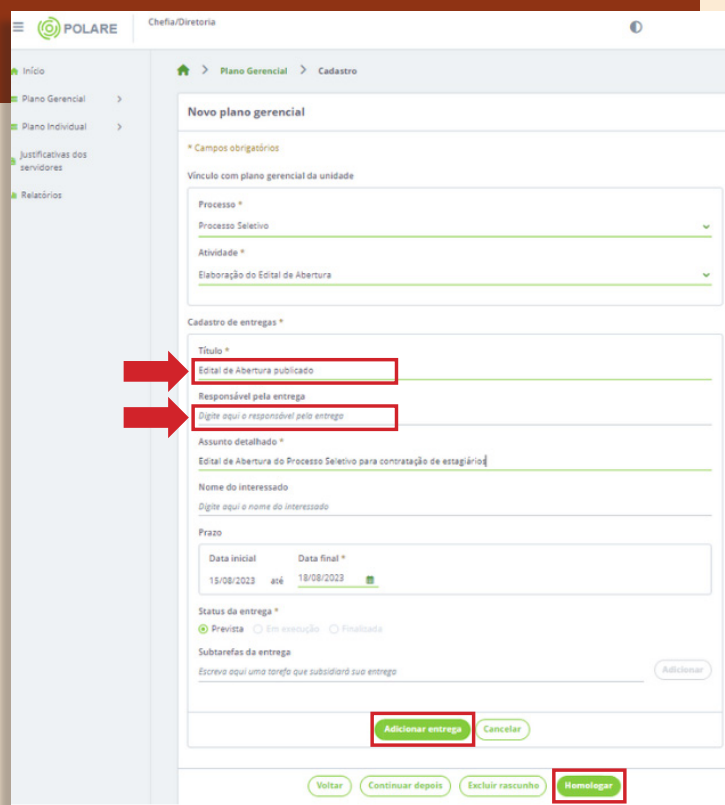 POLARE
Chefia/Diretoria
Início
Plano Gerencial
Plano Individual
Justificativas dos
servidores
Relatórios
Plano Gerencial > Cadastro
Novo plano gerencial
* Campos obrigatórios
Vínculo com plano gerencial da unidade
Processo *
Processo Seletivo
Atividade *
Elaboração do Edital de Abertura
Cadastro de entregas *
Título *
Edital de Abertura publicado
Responsável pela entrega
Digite aqui o responsável pela entrega
Assunto detalhado *
Edital de Abertura do Processo Seletivo para contratação de estagiários
Nome do interessado
Digite aqui o nome do interessado
Prazo
Data inicial Data final *
15/08/2023 até 18/08/2023
Status da entrega *
Prevista Em execução Finalizada
Subtarefas da entrega
Escreva aqui uma tarefa que subsidiará sua entrega Adicionar
Adicionar entrega Cancelar
Voltar Continuar depois Excluir rascunho Homologar